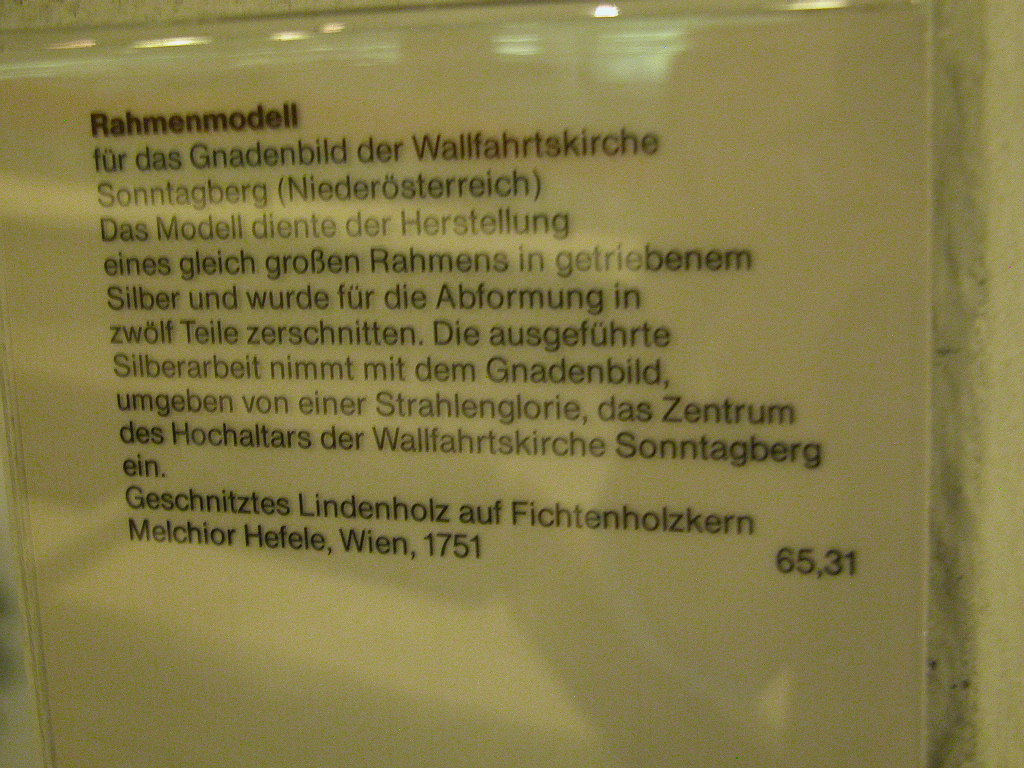 Rahmenmodell
für das Gnadenbild der Wallfahrtskirche
Sonntagberg (Niederösterreich)
Das Modell diente der Herstellung
eines gleich großen Rahmens in getriebenem
Silber und wurde für die Abformung in
zwölf Teile zerschnitten. Die ausgeführte
Silberarbeit nimmt mit dem Gnadenbild,
umgeben von einer Strahlenglorie, das Zentrum
des Hochaltars der Wallfahrtskirche Sonntagberg
ein.
Geschnitztes Lindenholz auf Fichtenholzkern
Melchior Hefele, Wien, 1751
65,31